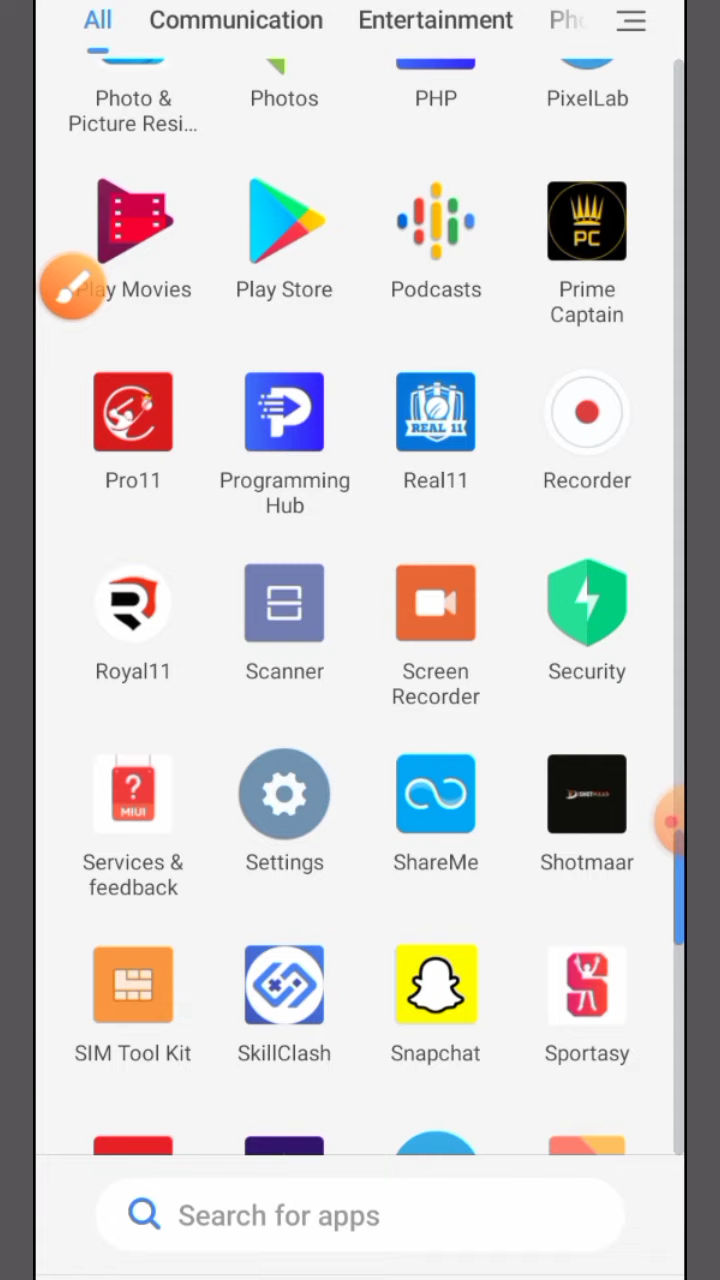 All Communication Entertainment Pho
Photo & Photos PHP PixelLab
Picture Resi...
Play Movies Play Store Podcasts Prime
Captain
PC
Pro11 Programming Real11 Recorder
Hub
REAL 11
Royal11 Scanner Screen Security
Recorder
?
MIUI
SHOTMAAR
Services & Settings ShareMe Shotmaar
feedback
SIM Tool Kit SkillClash Snapchat Sportasy
Search for apps